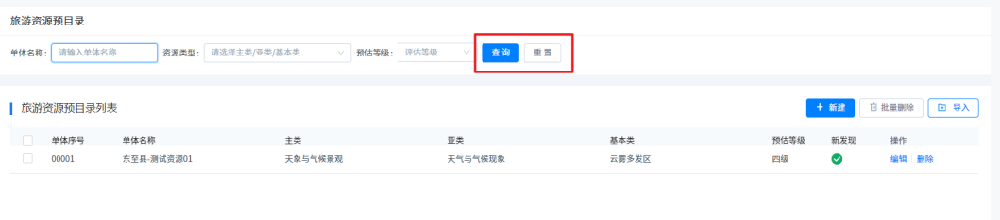 旅游资源预目录
单体名称: 请输入单体名称 资源类型: 请选择主类/亚类/基本类 预估等级: 评估等级 查询 重置
旅游资源预目录列表 + 新建 批量删除 导入
单体序号 单体名称 主类 亚类 基本类 预估等级 新发现 操作
00001 东至县-测试资源01 天象与气候景观 天气与气候现象 云雾多发区 四级 编辑 删除